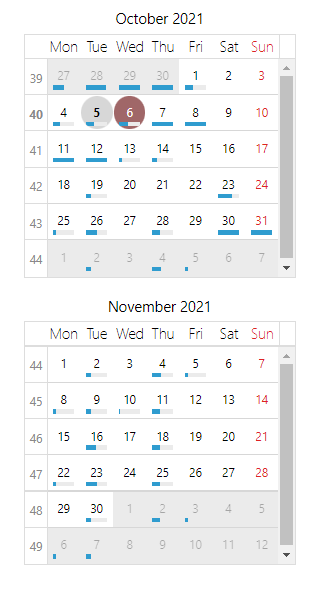 October 2021
Mon Tue Wed Thu Fri Sat Sun
39 27 28 29 30 1 2 3
40 4 5 6 7 8 9 10
41 11 12 13 14 15 16 17
42 18 19 20 21 22 23 24
43 25 26 27 28 29 30 31
44 1 2 3 4 5 6 7
November 2021
Mon Tue Wed Thu Fri Sat Sun
44 1 2 3 4 5 6 7
45 8 9 10 11 12 13 14
46 15 16 17 18 19 20 21
47 22 23 24 25 26 27 28
48 29 30 1 2 3 4 5
49 6 7 8 9 10 11 12